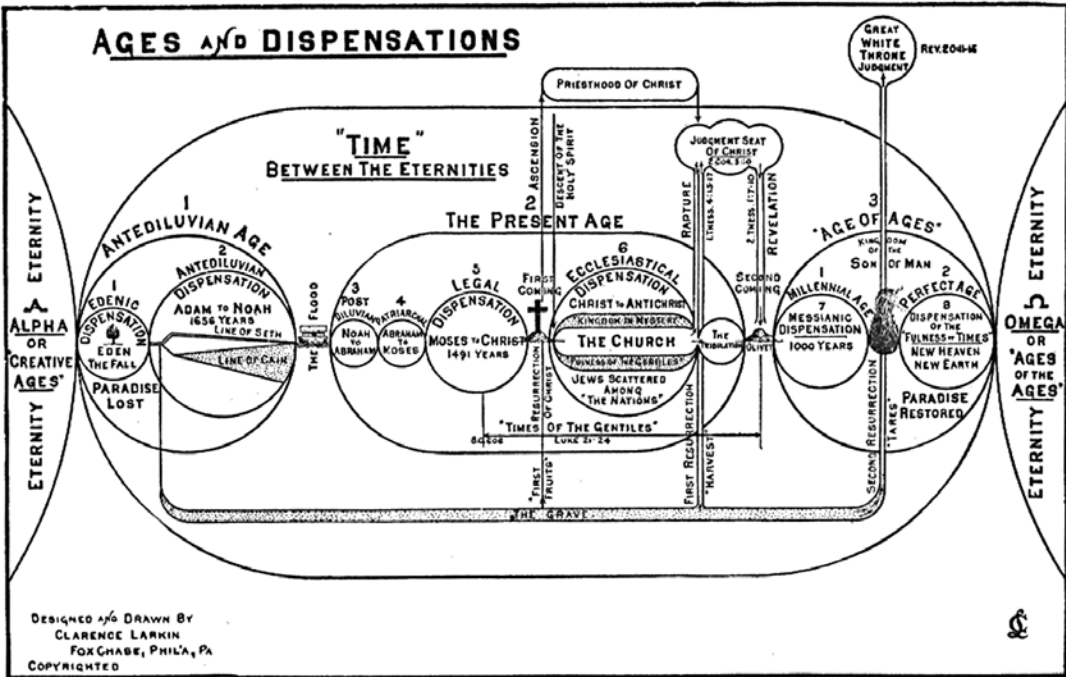 AGES AND DISPENSATIONS
GREAT
WHITE
THRONE
JUDGMENT
REV. 20:11-15
PRIESTHOOD OF CHRIST
"TIME"
BETWEEN THE ETERNITIES
ASCENSION
DESCENT OF THE
HOLY SPIRIT
JUDGMENT SEAT
OF CHRIST
2 COR. 5:10
RAPTURE
1. THESS. 4:13-17
2. THESS. 1:7-10
REVELATION
ETERNITY
ALPHA
OR
"CREATIVE
AGES"
ETERNITY
1
ANTEDILUVIAN AGE
1
EDENIC
DISPENSATION
EDEN
THE FALL
PARADISE
LOST
2
ANTEDILUVIAN
DISPENSATION
ADAM TO NOAH
1656 YEARS
LINE OF SETH
LINE OF CAIN
THE FLOOD
2
THE PRESENT AGE
3
POST
DILUVIAN
NOAH
TO
ABRAHAM
4
PATRIARCHAL
ABRAHAM
TO
MOSES
5
LEGAL
DISPENSATION
MOSES TO CHRIST
1491 YEARS
FIRST
COMING
RESURRECTION
OF CHRIST
"FIRST
FRUITS"
6
ECCLESIASTICAL
DISPENSATION
CHRIST TO ANTICHRIST
KINGDOM IN MYSTERY
THE CHURCH
"FULNESS OF THE GENTILES"
JEWS SCATTERED
AMONG
"THE NATIONS"
THE TRIBULATION
SECOND
COMING
OLIVET
"TIMES OF THE GENTILES"
LUKE 21-24
FIRST RESURRECTION
"HARVEST"
3
"AGE OF AGES"
KINGDOM
OF THE
SON OF MAN
1
MILLENNIAL AGE
7
MESSIANIC
DISPENSATION
1000 YEARS
2
PERFECT AGE
8
DISPENSATION
OF THE
"FULNESS OF TIMES"
NEW HEAVEN
NEW EARTH
PARADISE
RESTORED
SECOND RESURRECTION
"TARES"
THE GRAVE
ETERNITY
OMEGA
OR
"AGES
OF THE
AGES"
ETERNITY
DESIGNED AND DRAWN BY
CLARENCE LARKIN
FOX CHASE, PHIL'A, PA
COPYRIGHTED